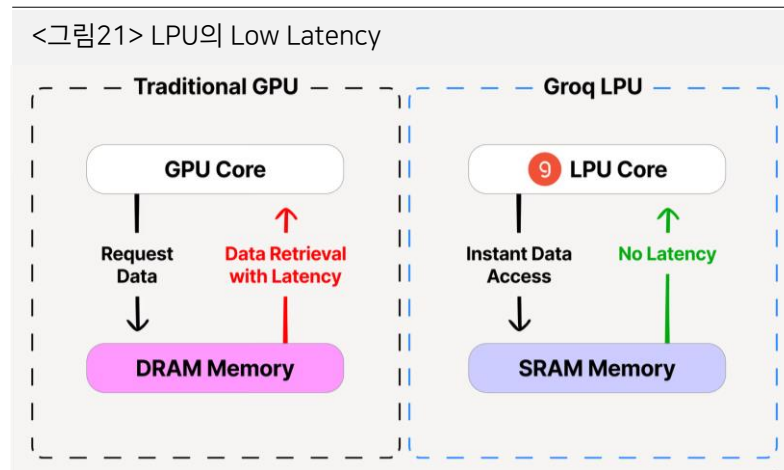 <그림21> LPU의 Low Latency
Traditional GPU
GPU Core
Request
Data
Data Retrieval
with Latency
DRAM Memory
Groq LPU
9 LPU Core
Instant Data
Access
No Latency
SRAM Memory